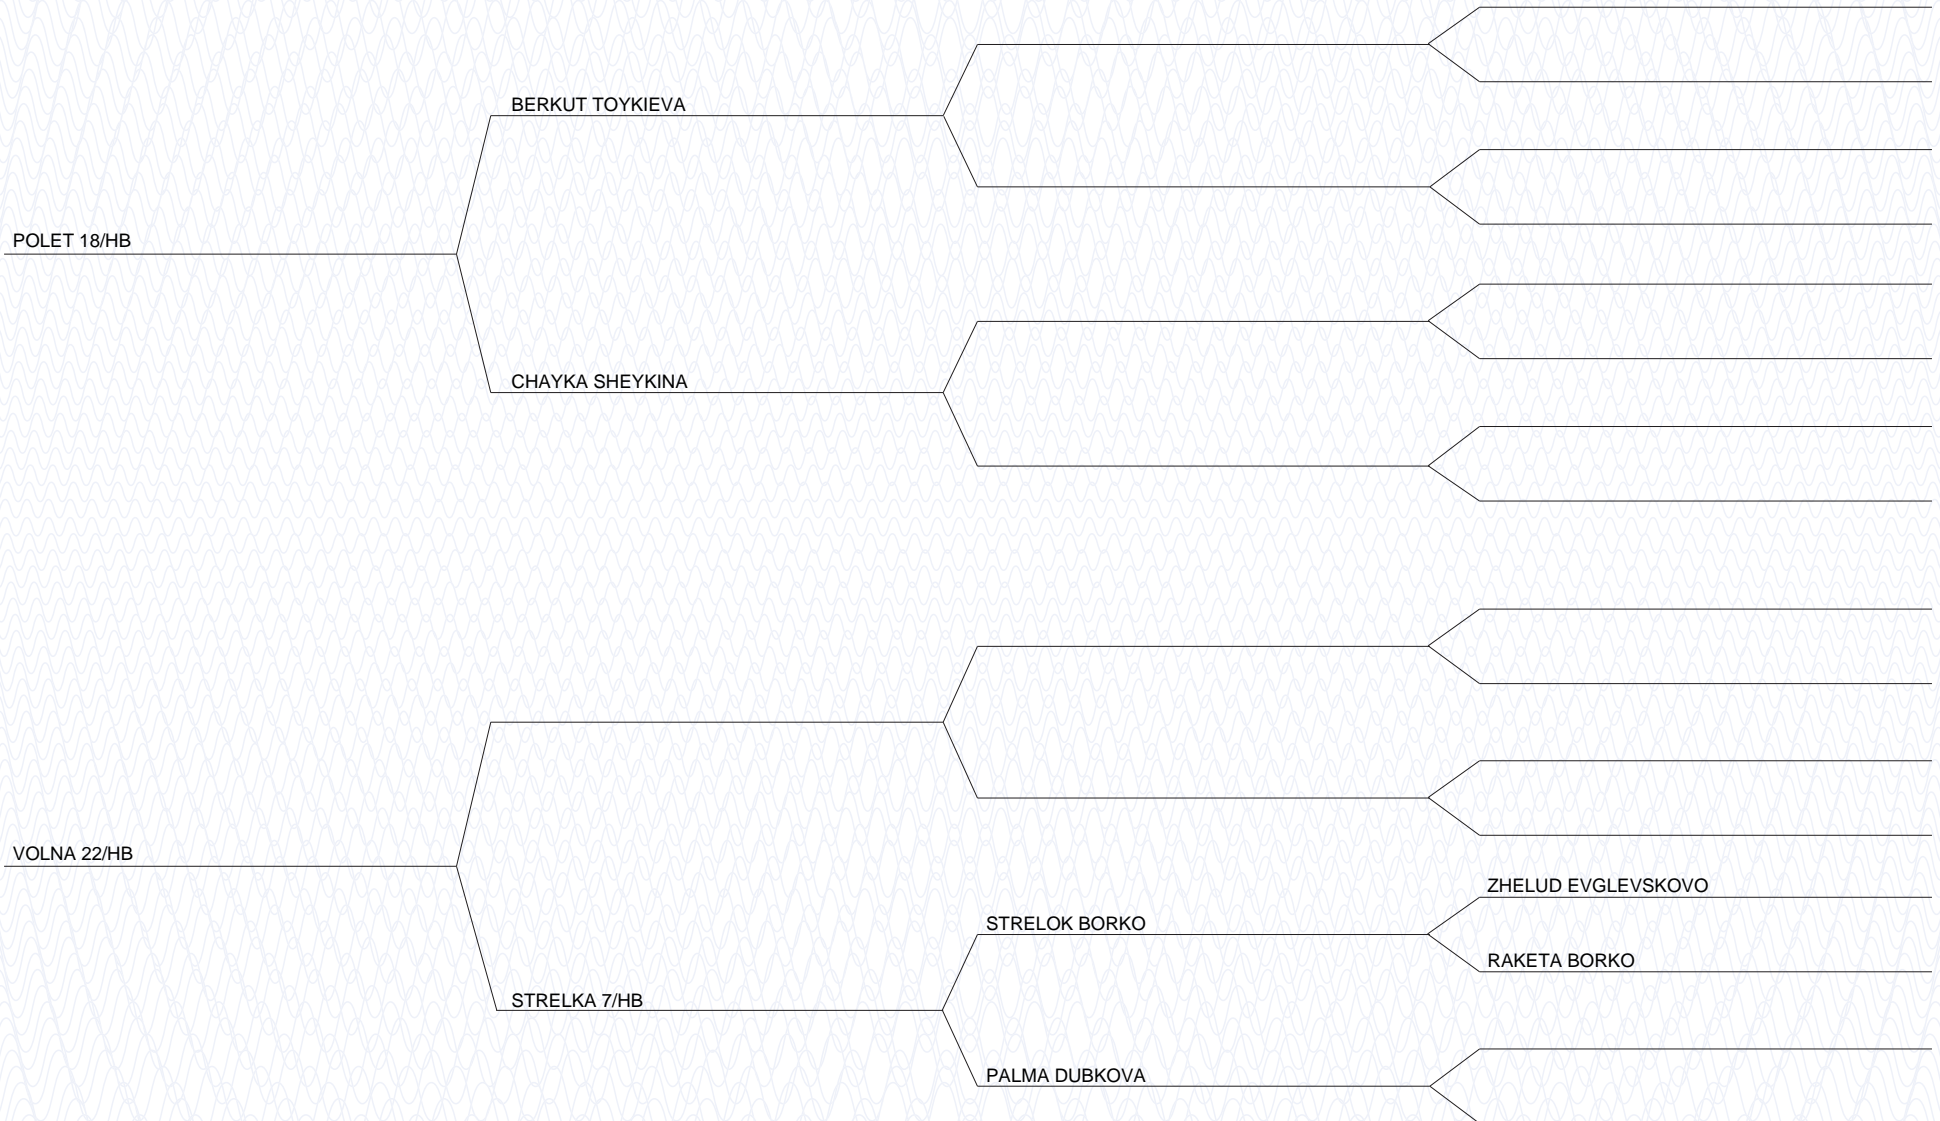 BERKUT TOYKIEVA
POLET 18/HB
CHAYKA SHEYKINA
VOLNA 22/HB
ZHELUD EVGLEVSKOVO
STRELOK BORKO
RAKETA BORKO
STRELKA 7/HB
PALMA DUBKOVA